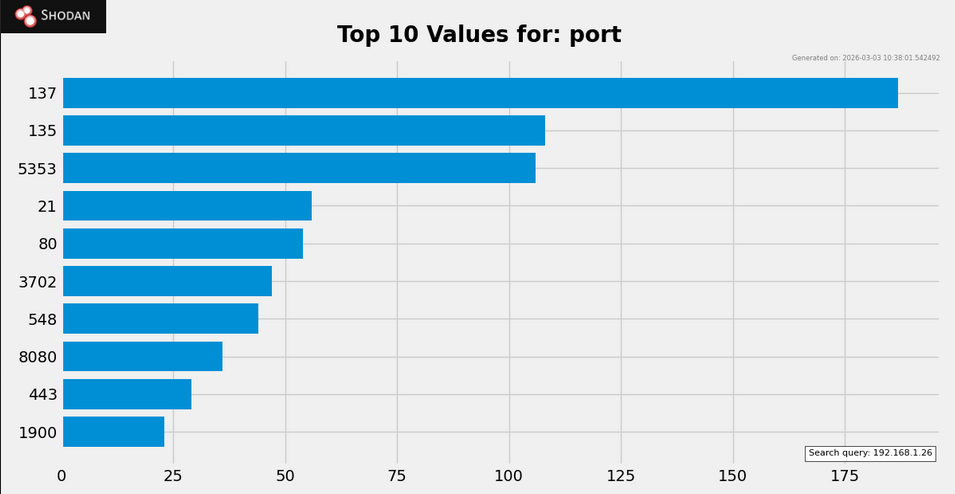 SHODAN
Top 10 Values for: port
Generated on: 2026-03-03 10:38:01.542492
137
135
5353
21
80
3702
548
8080
443
1900
Search query: 192.168.1.26
0 25 50 75 100 125 150 175